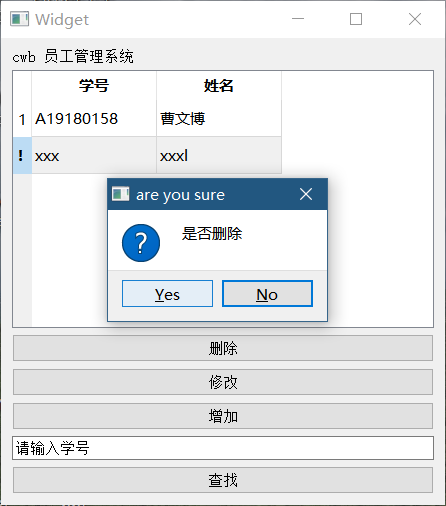 Widget
cwb 员工管理系统
学号 姓名
1 A19180158 曹文博
! xxx xxxl
are you sure
?
是否删除
Yes No
删除
修改
增加
请输入学号
查找